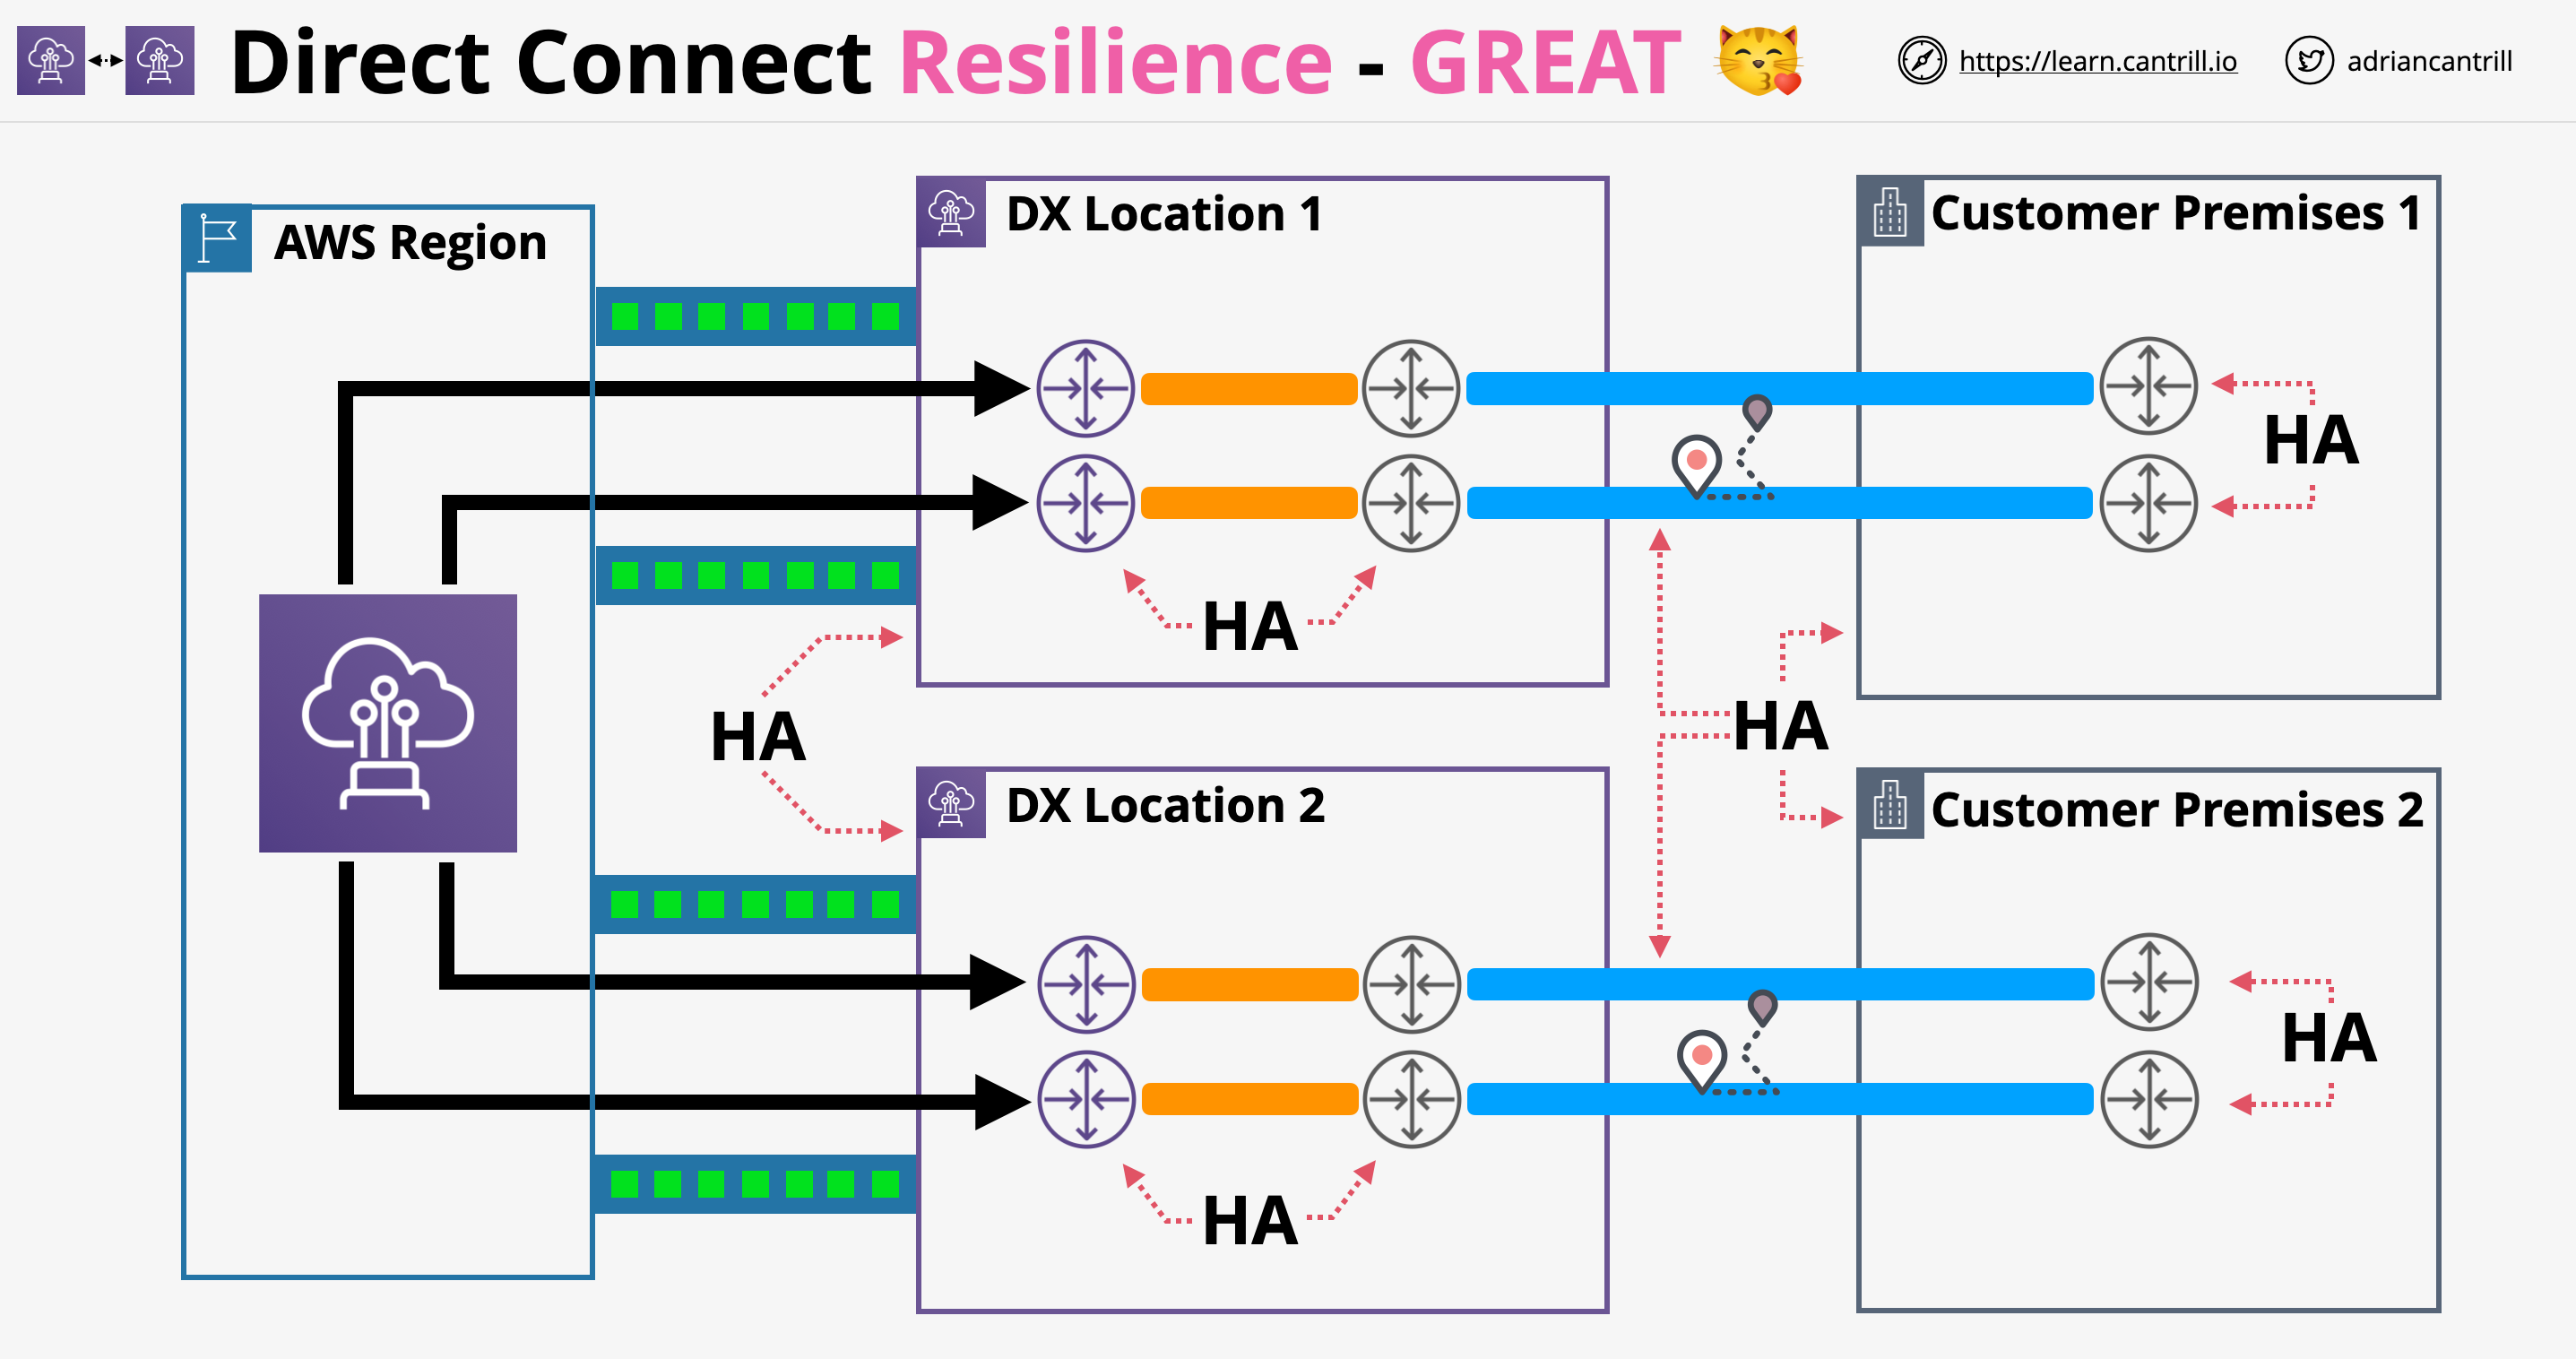 Direct Connect Resilience - GREAT
https://learn.cantrill.io
adriancantrill
AWS Region
DX Location 1
Customer Premises 1
HA
HA
HA
HA
DX Location 2
Customer Premises 2
HA
HA